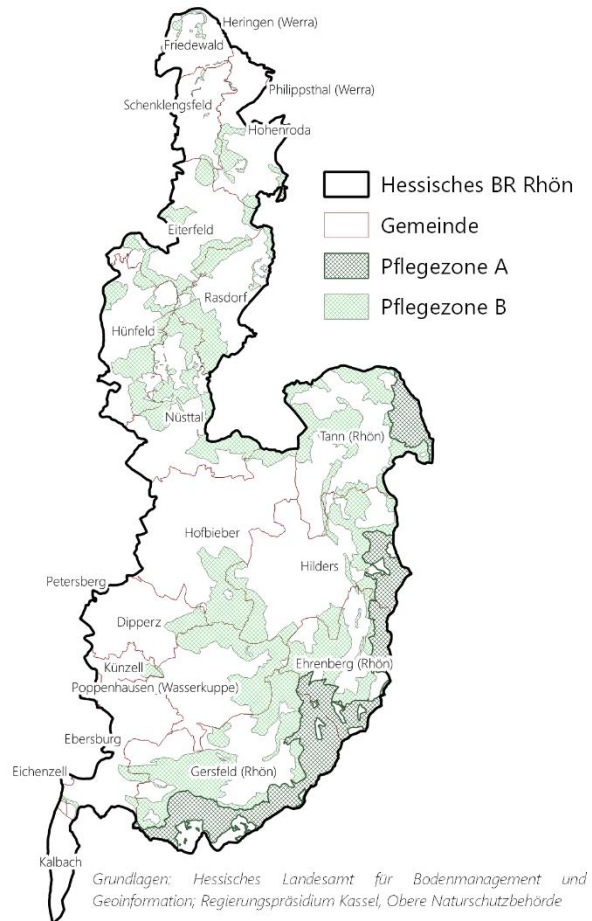 Heringen (Werra)
Friedewald
Philippsthal (Werra)
Schenklengsfeld
Hohenroda
Hessisches BR Rhön
Gemeinde
Pflegezone A
Pflegezone B
Eiterfeld
Rasdorf
Hünfeld
Nüsttal
Tann (Rhön)
Hofbieber
Hilders
Petersberg
Dipperz
Künzell
Ehrenberg (Rhön)
Poppenhausen (Wasserkuppe)
Ebersburg
Eichenzell
Gersfeld (Rhön)
Kalbach
Grundlagen: Hessisches Landesamt für Bodenmanagement und
Geoinformation; Regierungspräsidium Kassel, Obere Naturschutzbehörde